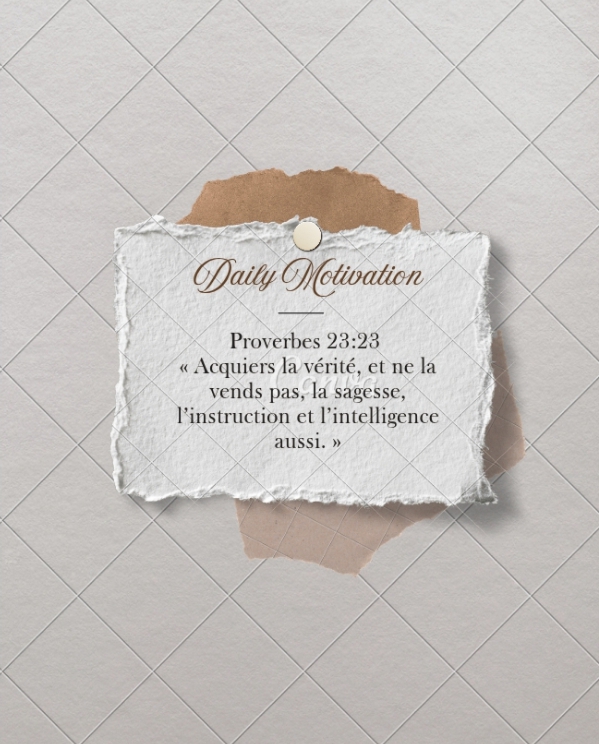 Daily Motivation
Proverbes 23:23
« Acquiers la vérité, et ne la
vends pas, la sagesse,
l’instruction et l’intelligence
aussi. »
Canva